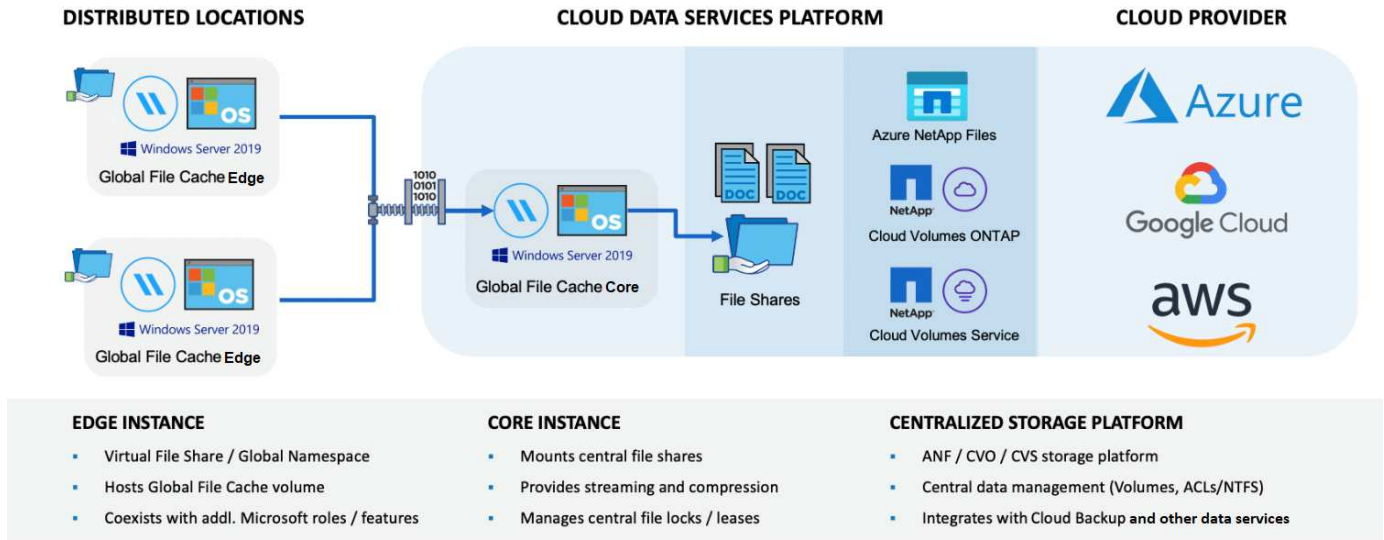 DISTRIBUTED LOCATIONS
CLOUD DATA SERVICES PLATFORM
CLOUD PROVIDER
OS
Windows Server 2019
Global File Cache Edge
OS
Windows Server 2019
Global File Cache Edge
1010
0101
1010
OS
Windows Server 2019
Global File Cache Core
DOC
DOC
File Shares
Azure NetApp Files
NetApp
Cloud Volumes ONTAP
NetApp
Cloud Volumes Service
Azure
Google Cloud
aws
EDGE INSTANCE
▪ Virtual File Share / Global Namespace
▪ Hosts Global File Cache volume
▪ Coexists with addl. Microsoft roles / features
CORE INSTANCE
▪ Mounts central file shares
▪ Provides streaming and compression
▪ Manages central file locks / leases
CENTRALIZED STORAGE PLATFORM
▪ ANF / CVO / CVS storage platform
▪ Central data management (Volumes, ACLs/NTFS)
▪ Integrates with Cloud Backup and other data services